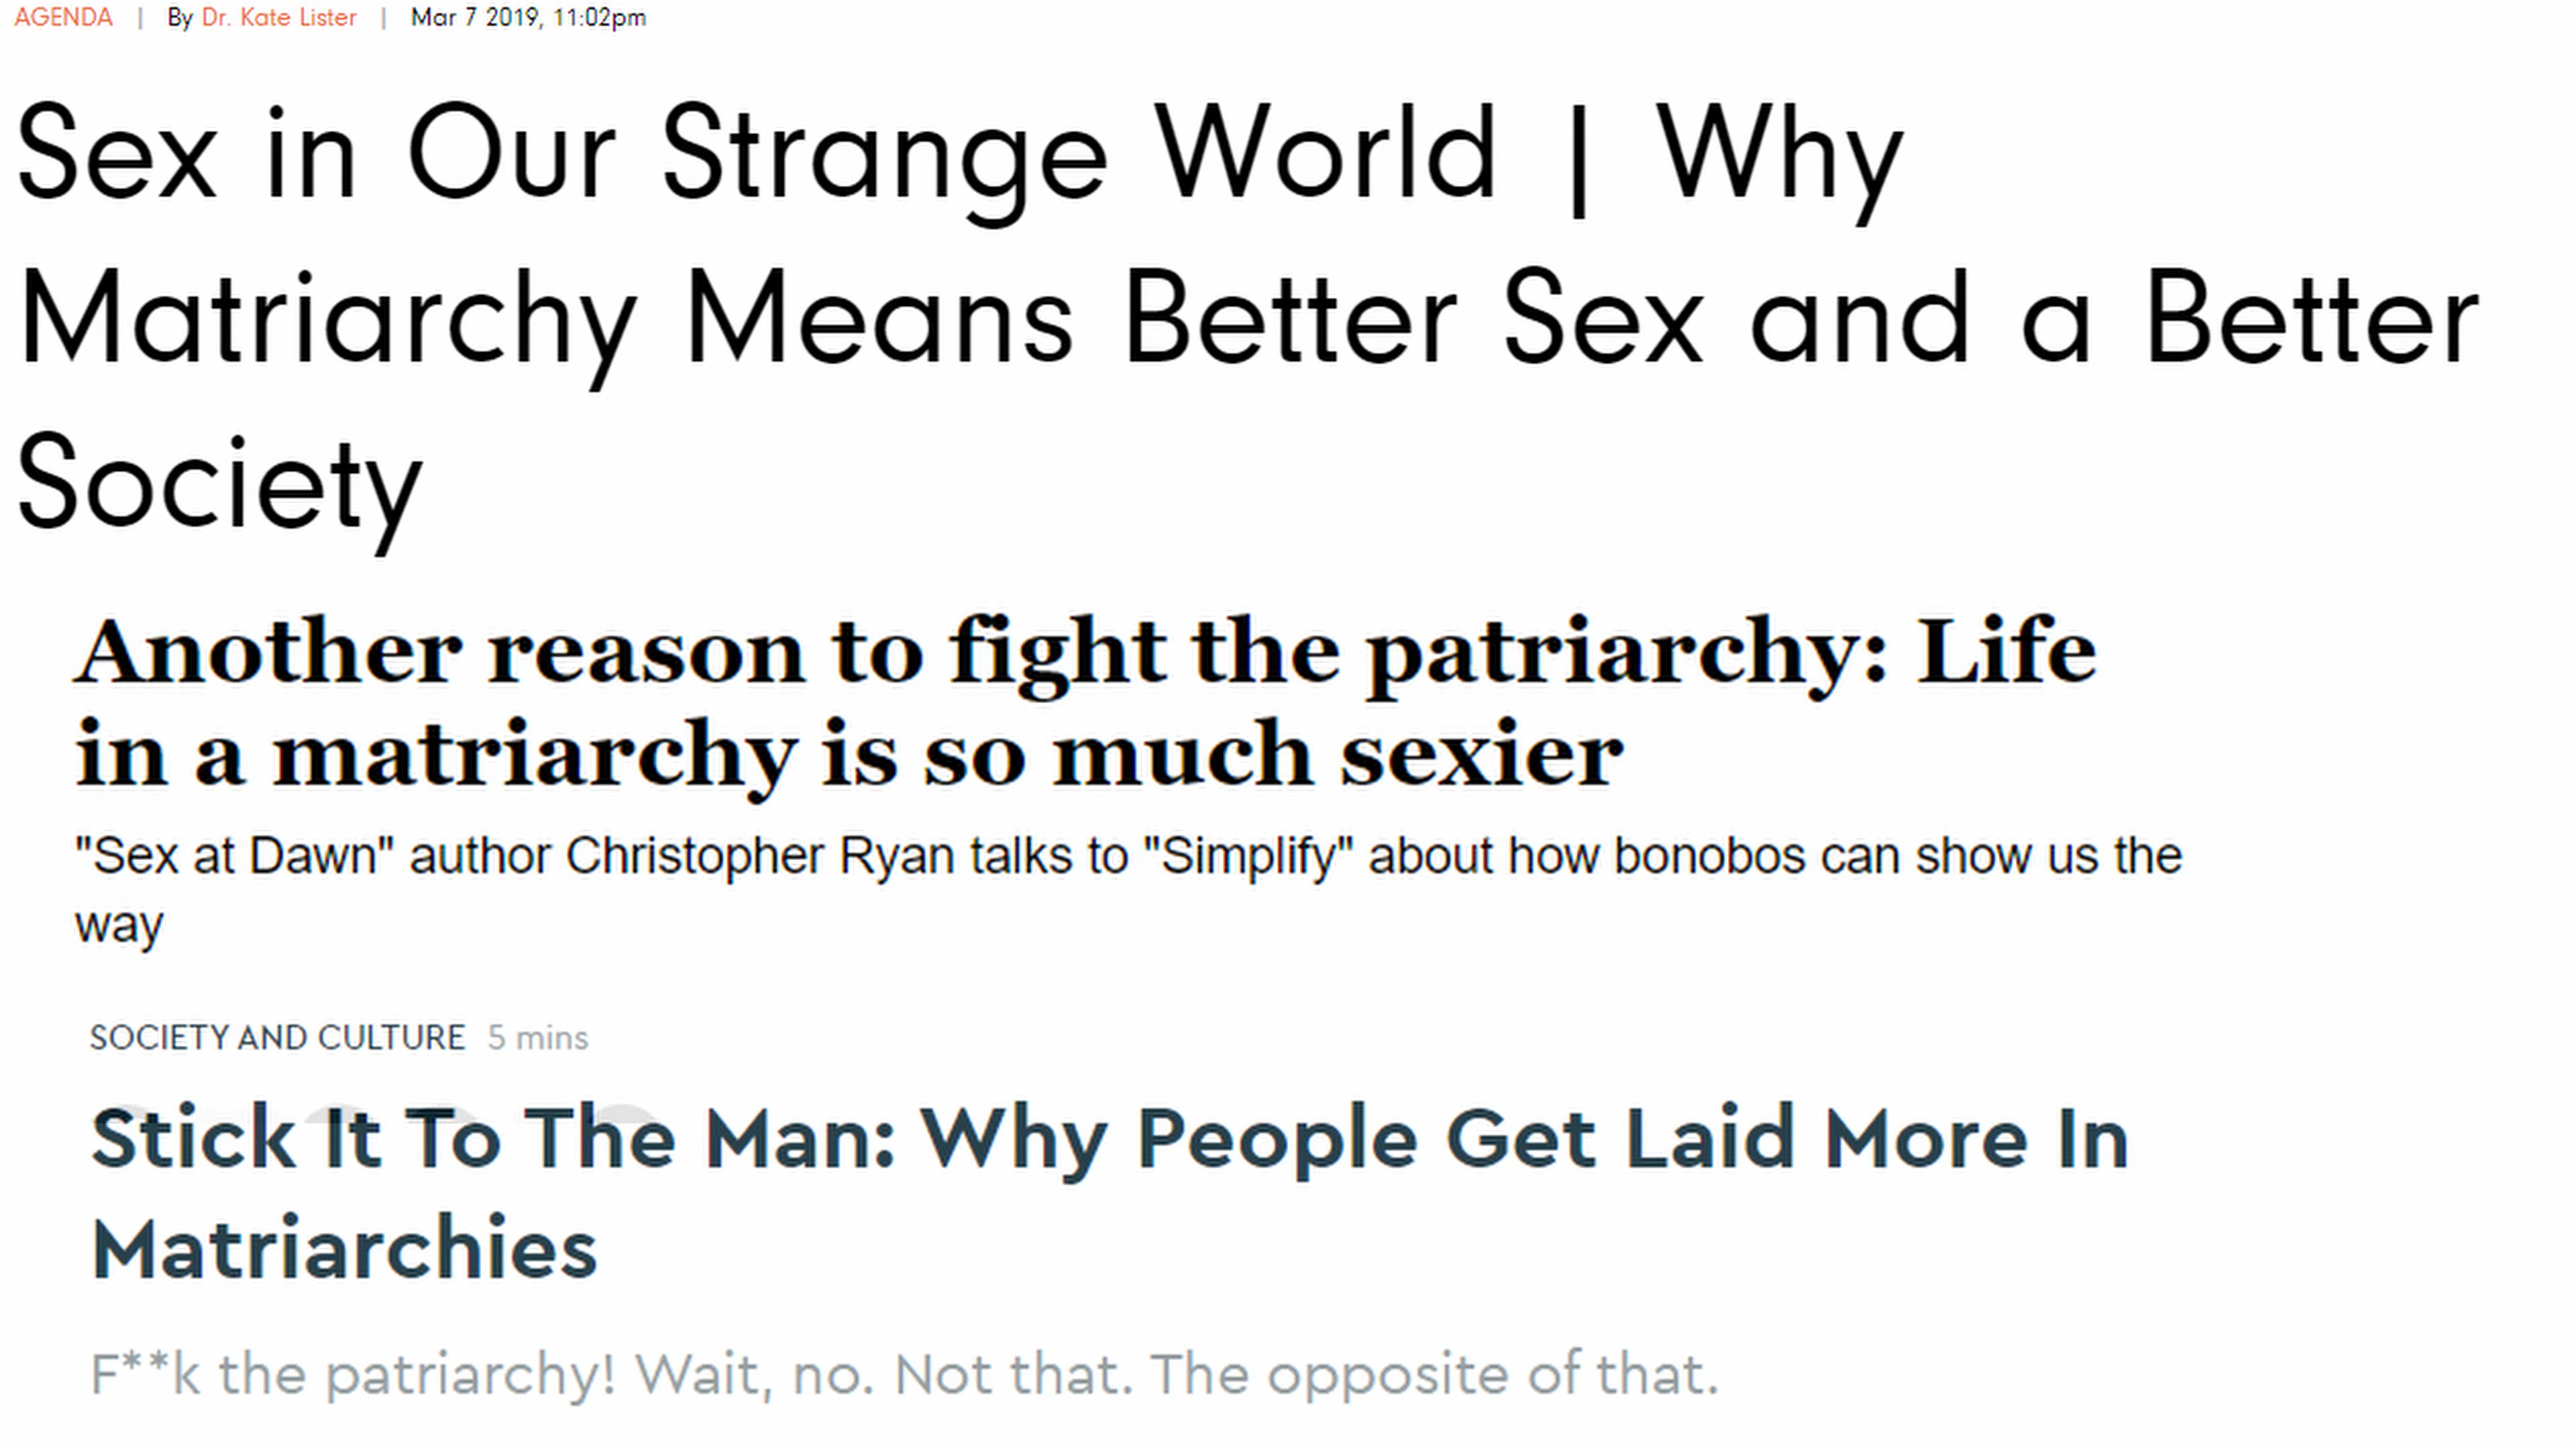 AGENDA | By Dr. Kate Lister | Mar 7 2019, 11:02pm
Sex in Our Strange World | Why
Matriarchy Means Better Sex and a Better
Society
Another reason to fight the patriarchy: Life
in a matriarchy is so much sexier
"Sex at Dawn" author Christopher Ryan talks to "Simplify" about how bonobos can show us the
way
SOCIETY AND CULTURE 5 mins
Stick It To The Man: Why People Get Laid More In
Matriarchies
F**k the patriarchy! Wait, no. Not that. The opposite of that.